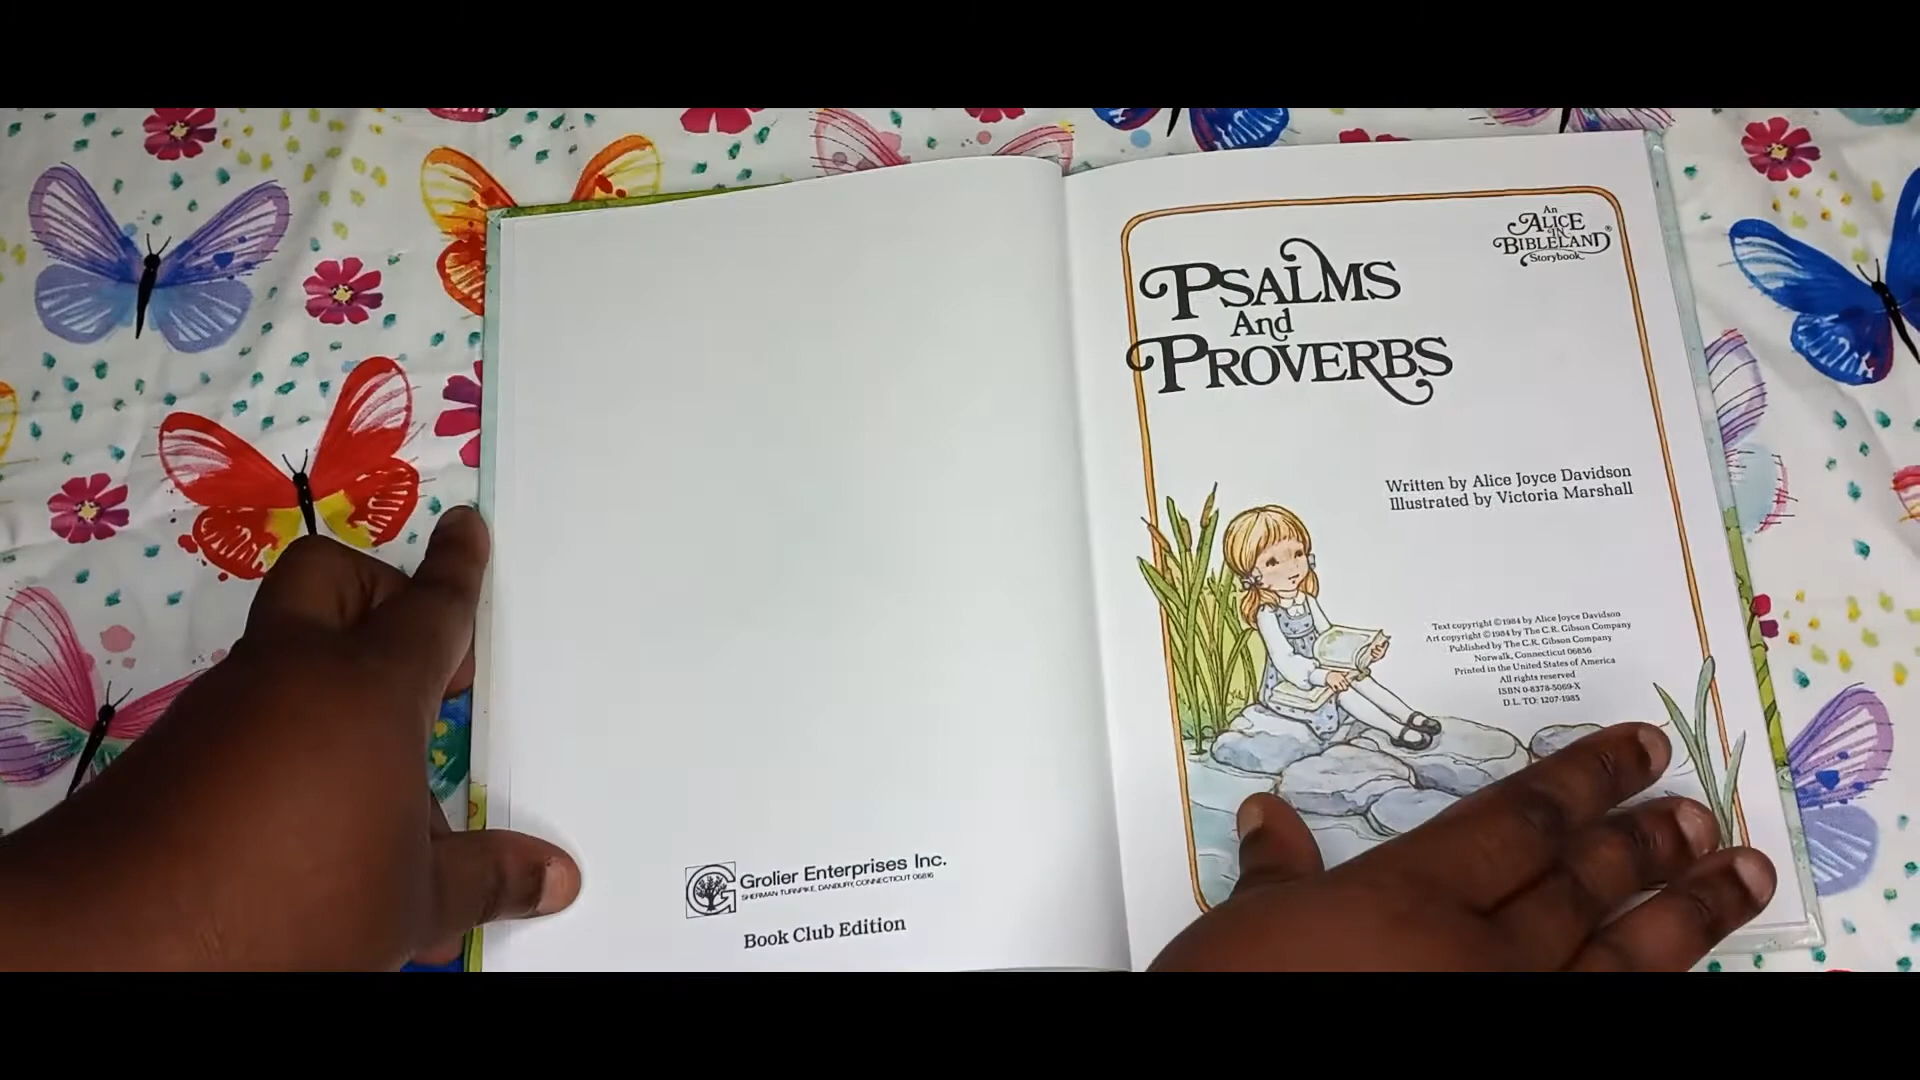 Grolier Enterprises Inc.
SHERMAN TURNPIKE, DANBURY, CONNECTICUT 06816
Book Club Edition
An
ALICE
IN
BIBLELAND®
Storybook
PSALMS
And
PROVERBS
Written by Alice Joyce Davidson
Illustrated by Victoria Marshall
Text copyright ©1984 by Alice Joyce Davidson
Art copyright ©1984 by The C.R. Gibson Company
Published by The C.R. Gibson Company
Norwalk, Connecticut 06856
Printed in the United States of America
All rights reserved
ISBN 0-8378-5069-X
D.L. TO: 1207-1985